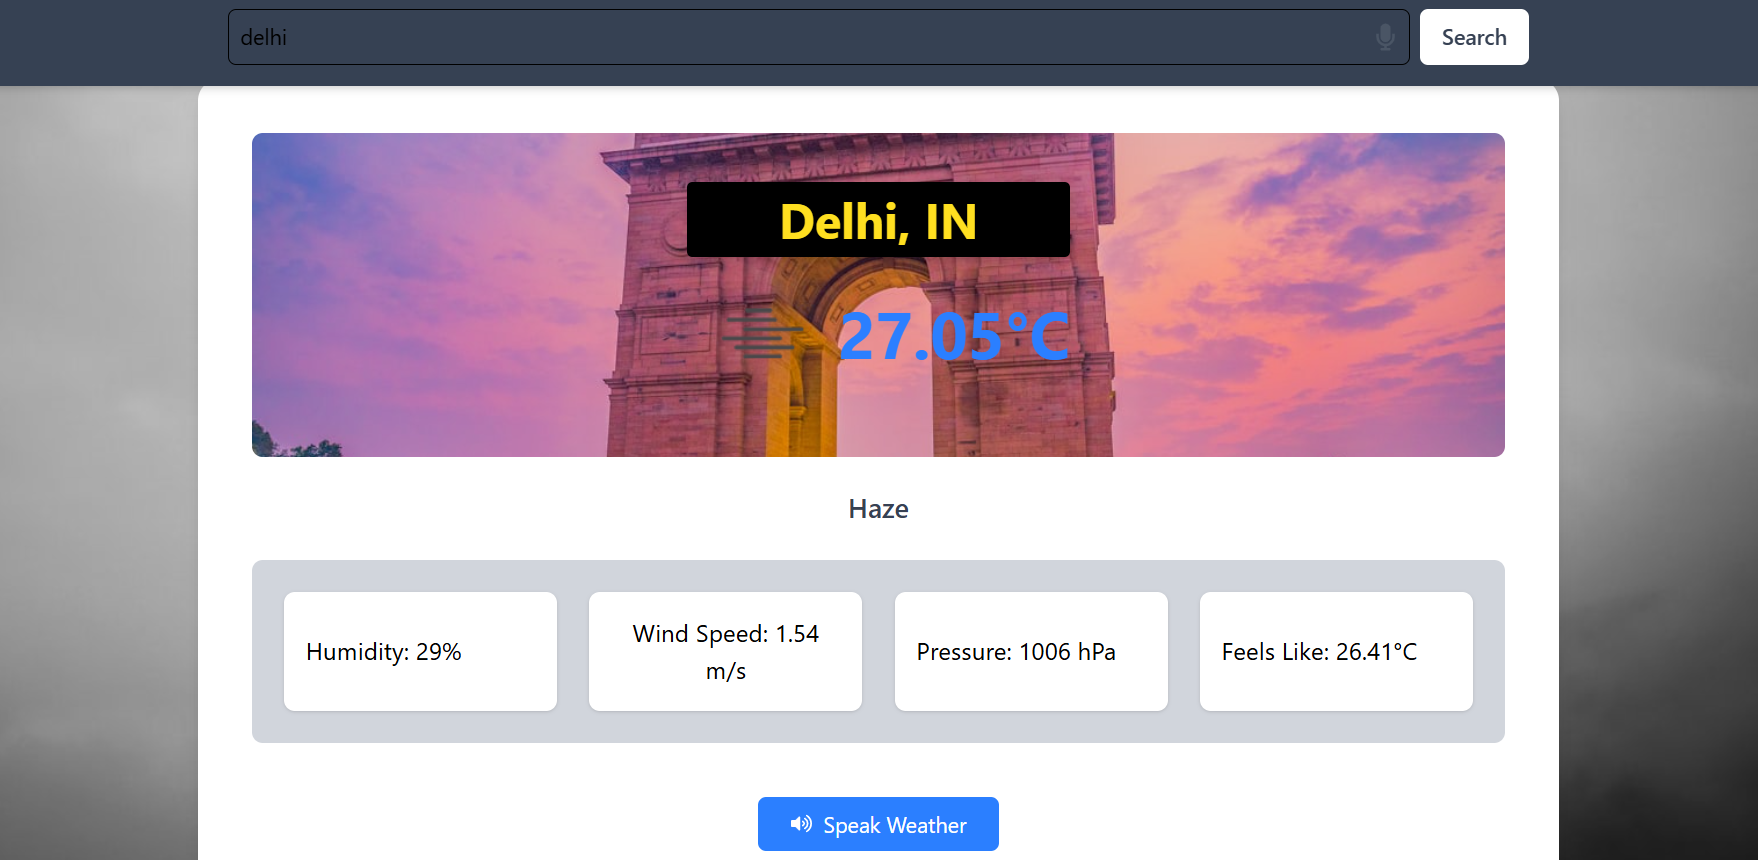 delhi
Search
Delhi, IN
27.05°C
Haze
Humidity: 29%
Wind Speed: 1.54
m/s
Pressure: 1006 hPa
Feels Like: 26.41°C
Speak Weather